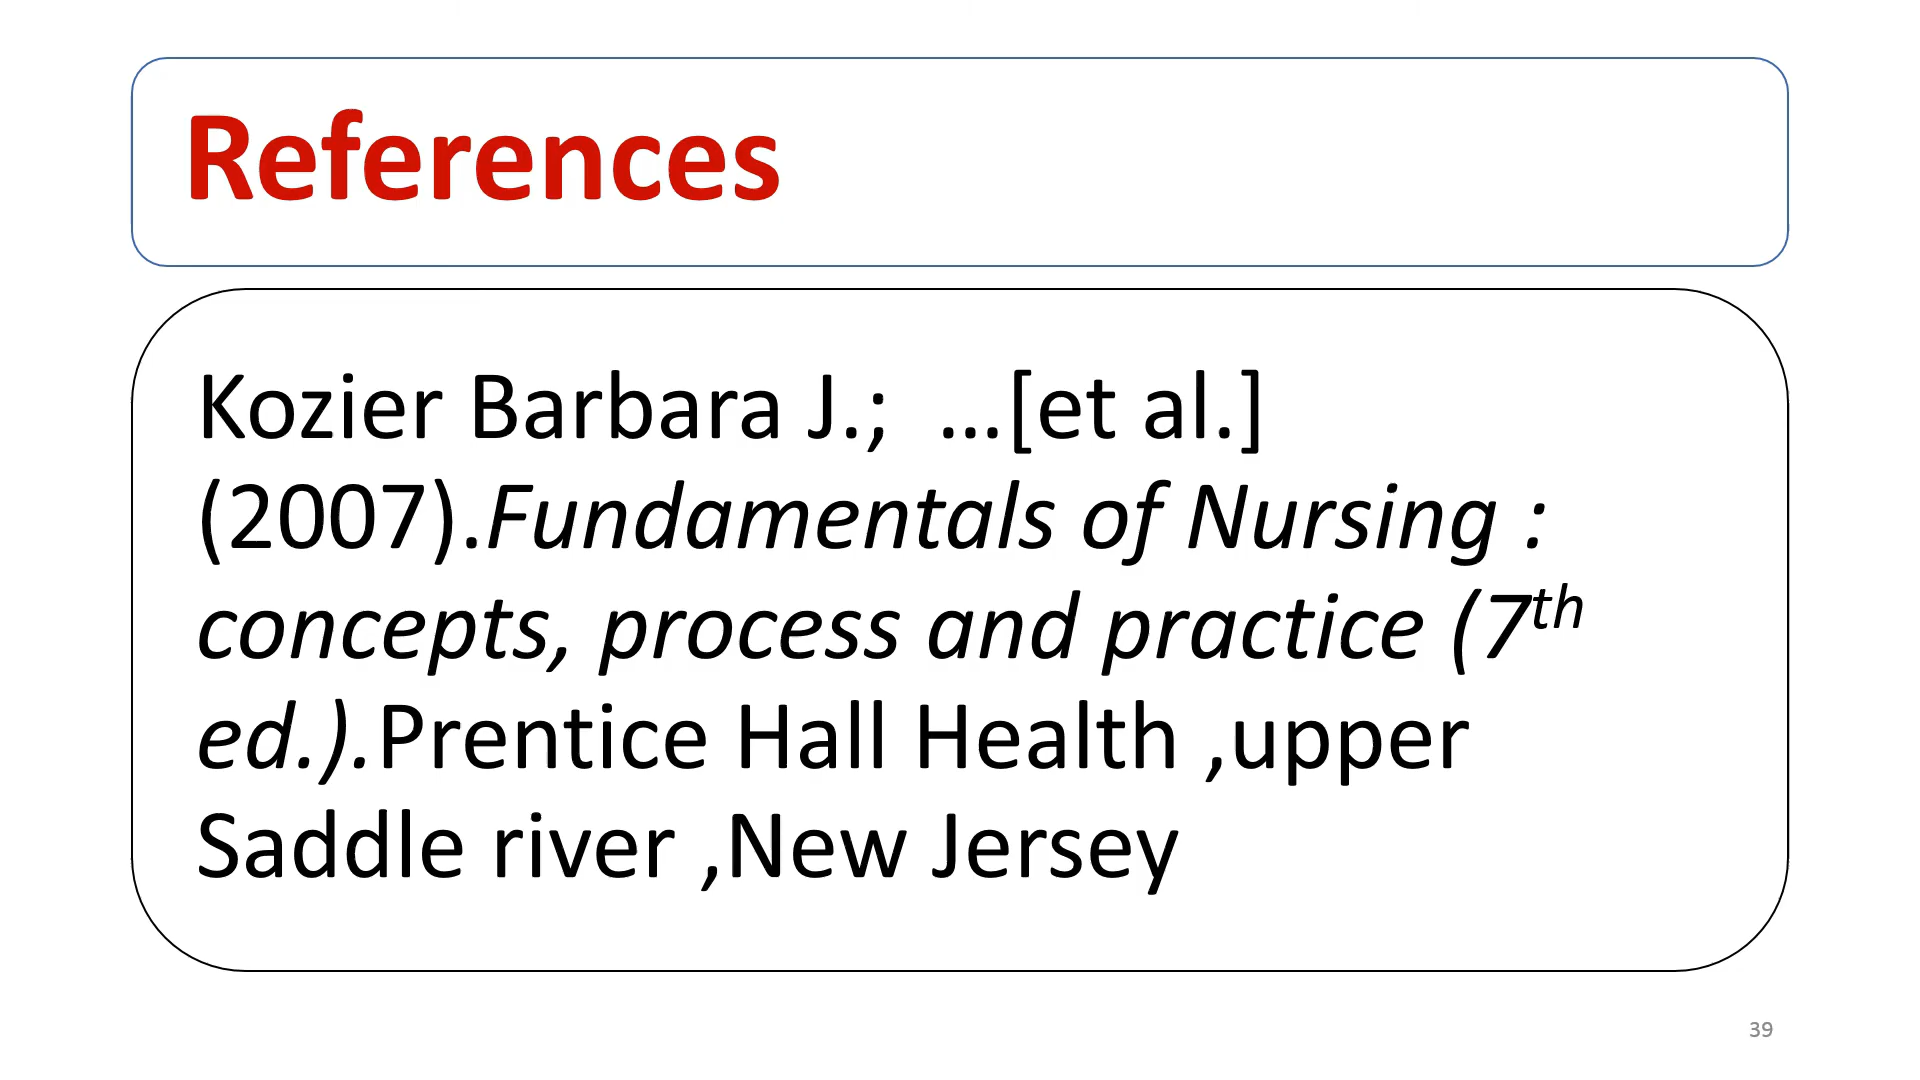 References
Kozier Barbara J.;  ...[et al.]
(2007).Fundamentals of Nursing :
concepts, process and practice (7th
ed.).Prentice Hall Health ,upper
Saddle river ,New Jersey
39